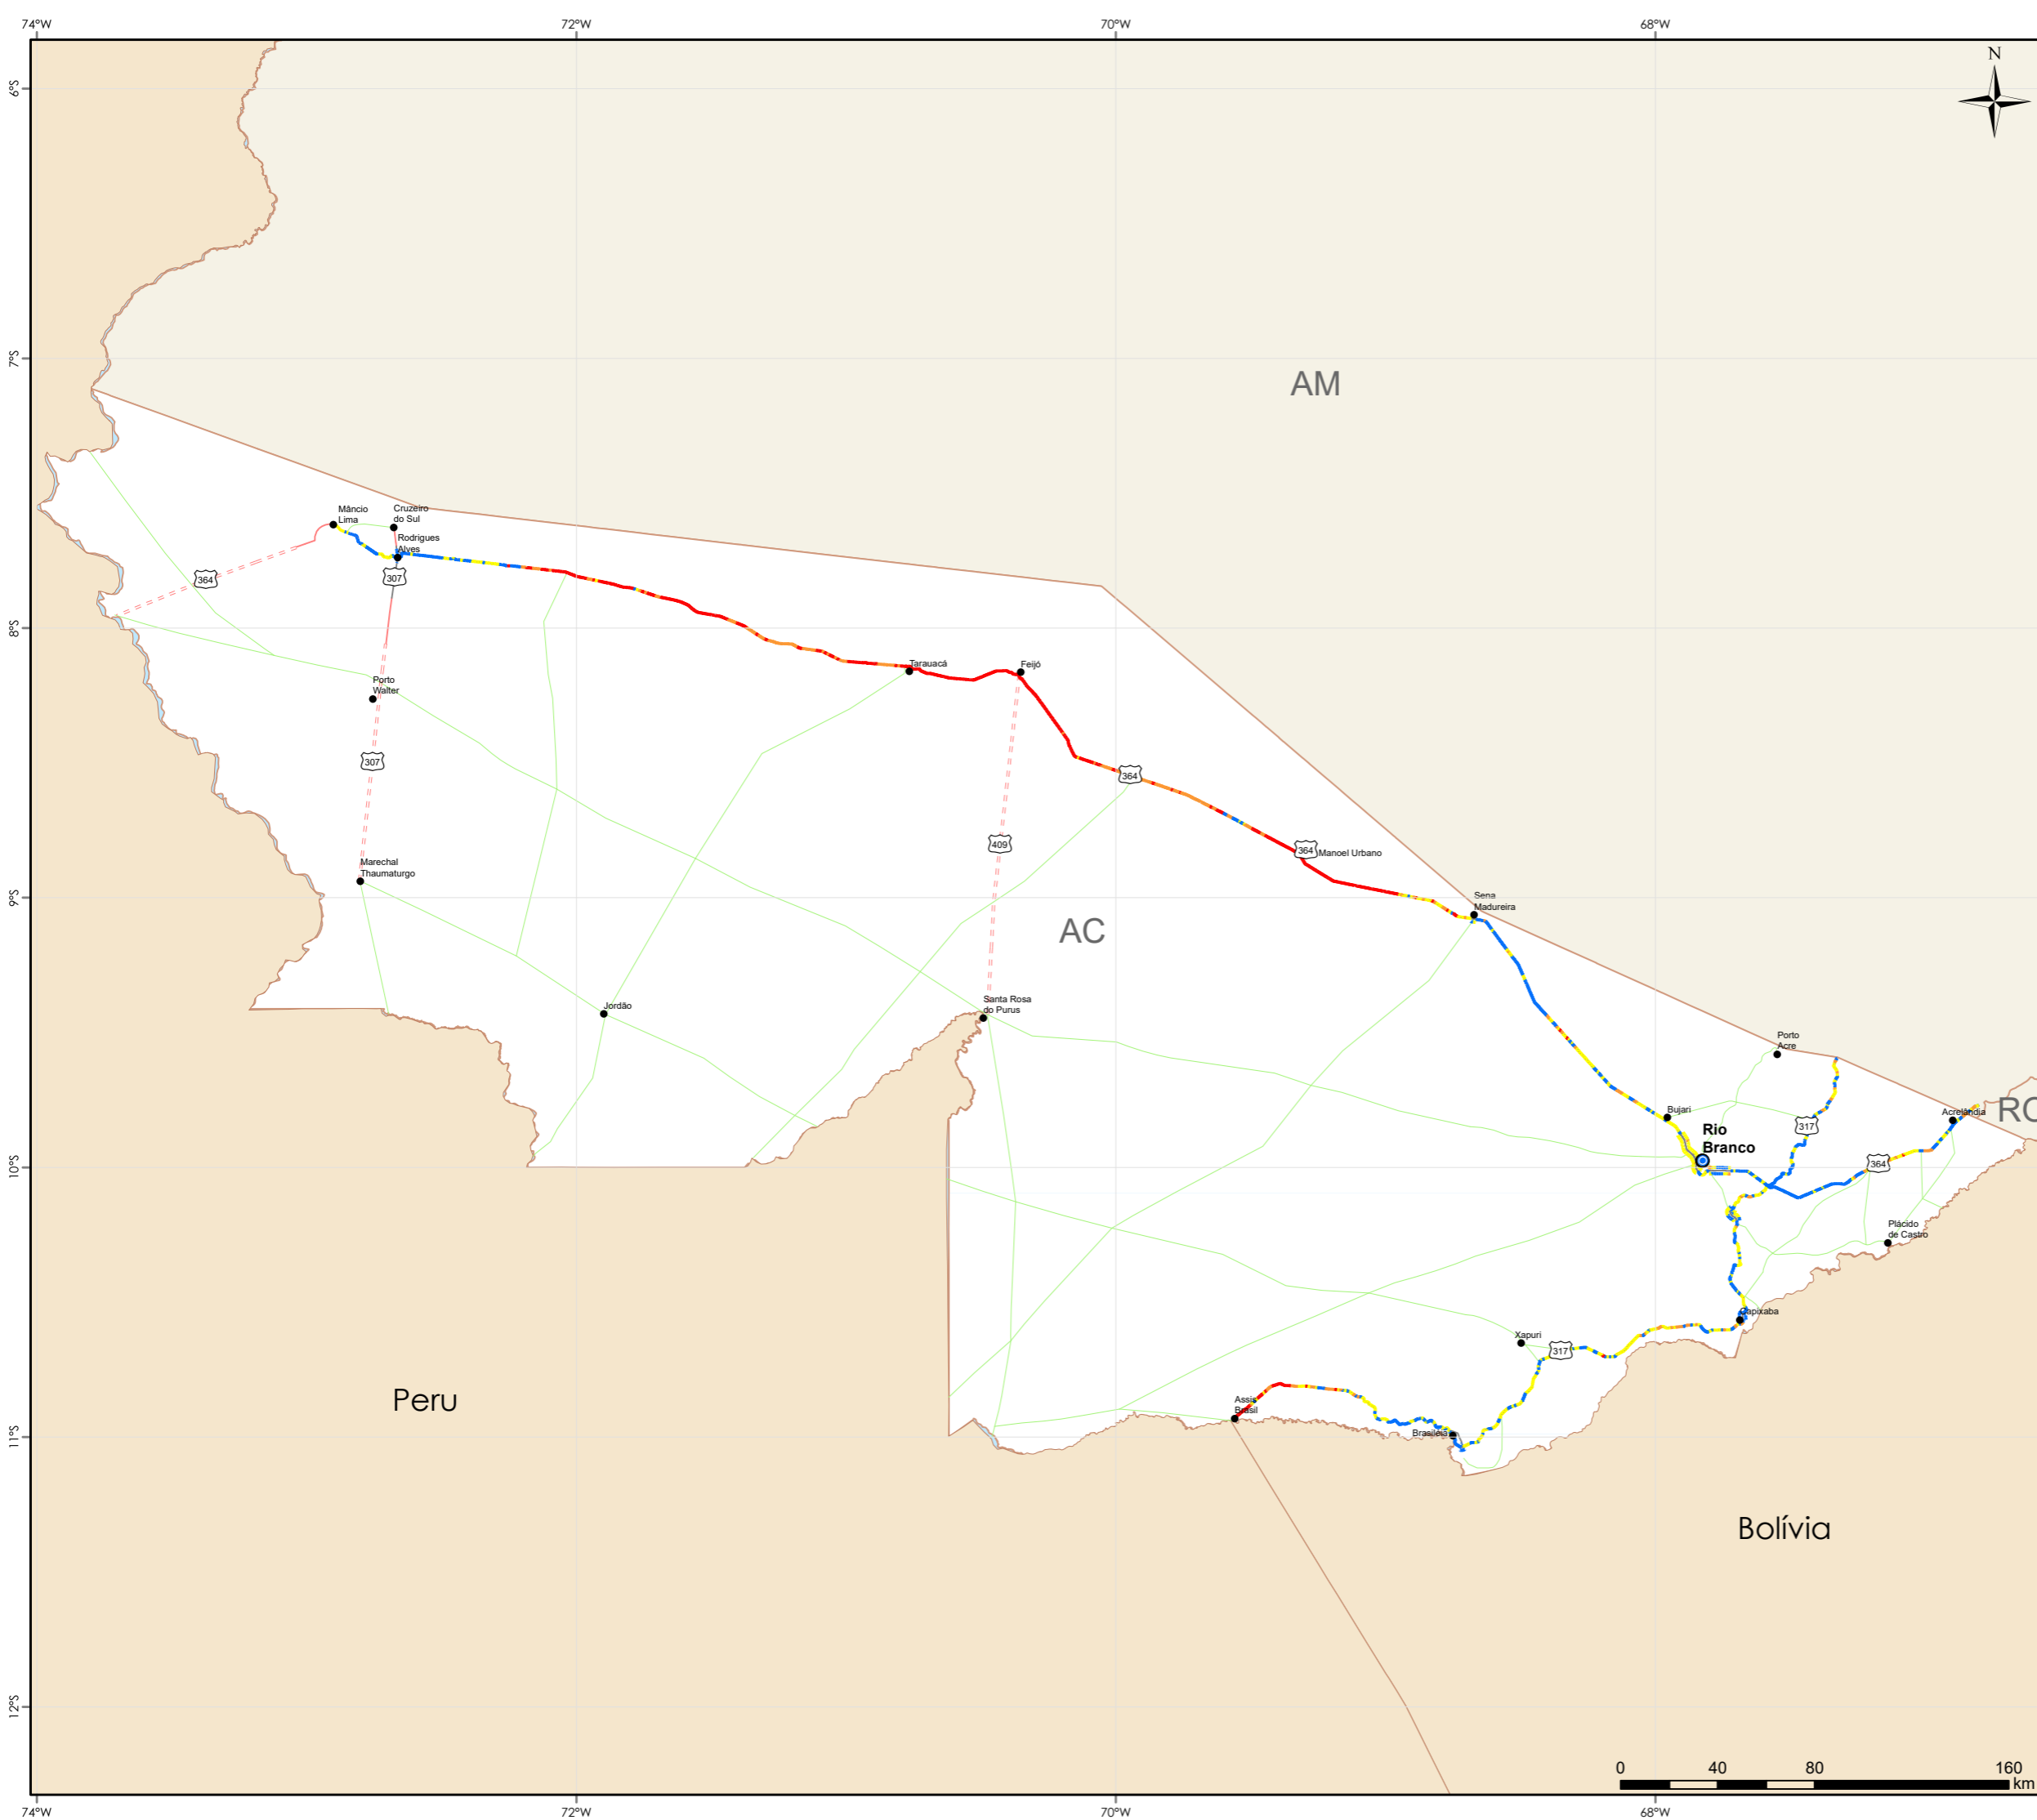 74°W
72°W
70°W
68°W
N
6°S
7°S
AM
Mâncio
Lima
Cruzeiro
do Sul
Rodrigues
Alves
364
307
8°S
Tarauacá
Feijó
Porto
Walter
307
364
409
364
Manoel Urbano
Marechal
Thaumaturgo
9°S
Sena
Madureira
AC
Jordão
Santa Rosa
do Purus
Porto
Acre
Bujari
317
Acrelândia
RO
Rio
Branco
10°S
364
Plácido
de Castro
Capixaba
Xapuri
317
Peru
Assis
Brasil
Brasileia
11°S
Bolívia
12°S
0
40
80
160
km
74°W
72°W
70°W
68°W